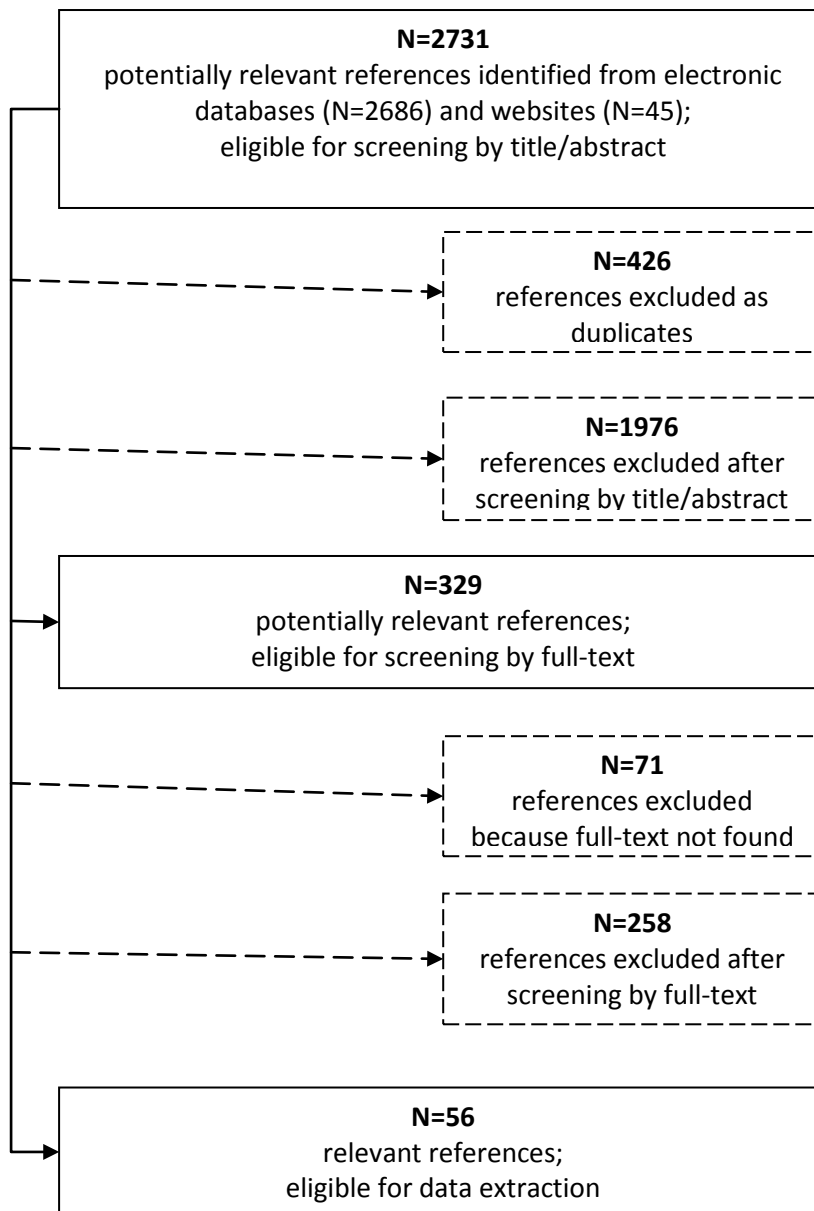 N=2731
potentially relevant references identified from electronic
databases (N=2686) and websites (N=45);
eligible for screening by title/abstract
N=426
references excluded as
duplicates
N=1976
references excluded after
screening by title/abstract
N=329
potentially relevant references;
eligible for screening by full-text
N=71
references excluded
because full-text not found
N=258
references excluded after
screening by full-text
N=56
relevant references;
eligible for data extraction